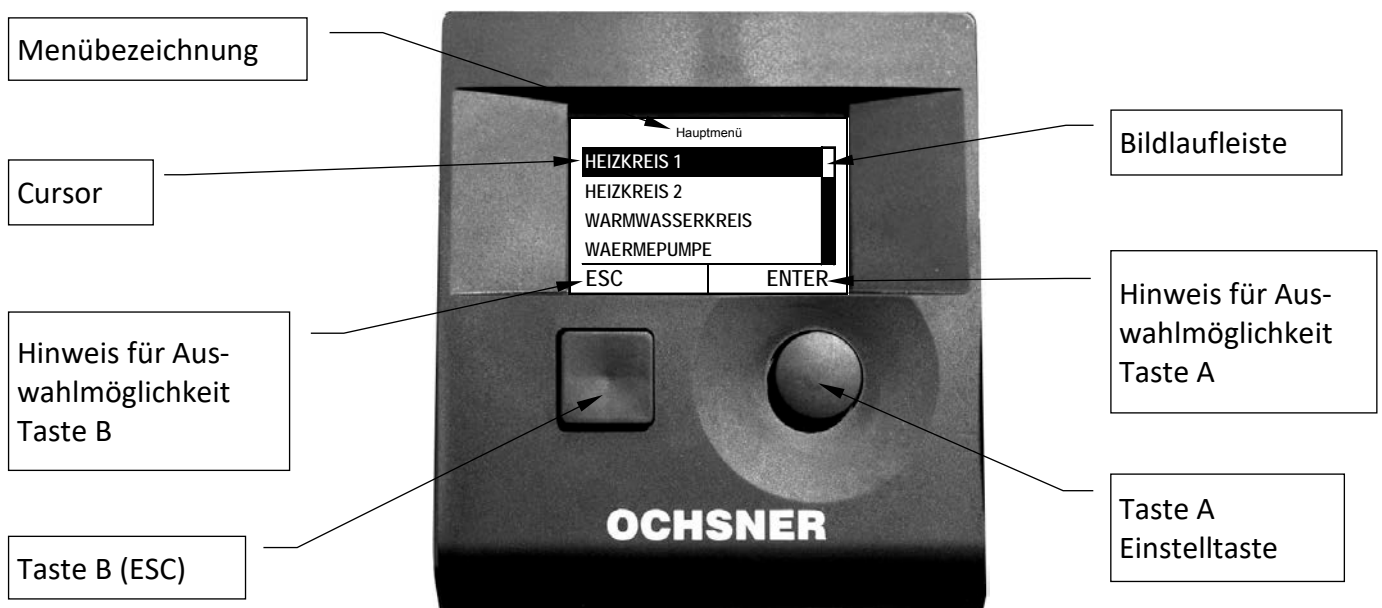 Menübezeichnung
Cursor
Hinweis für Aus-
wahlmöglichkeit
Taste B
Taste B (ESC)
Hauptmenü
HEIZKREIS 1
HEIZKREIS 2
WARMWASSERKREIS
WAERMEPUMPE
ESC
ENTER
OCHSNER
Bildlaufleiste
Hinweis für Aus-
wahlmöglichkeit
Taste A
Taste A
Einstelltaste